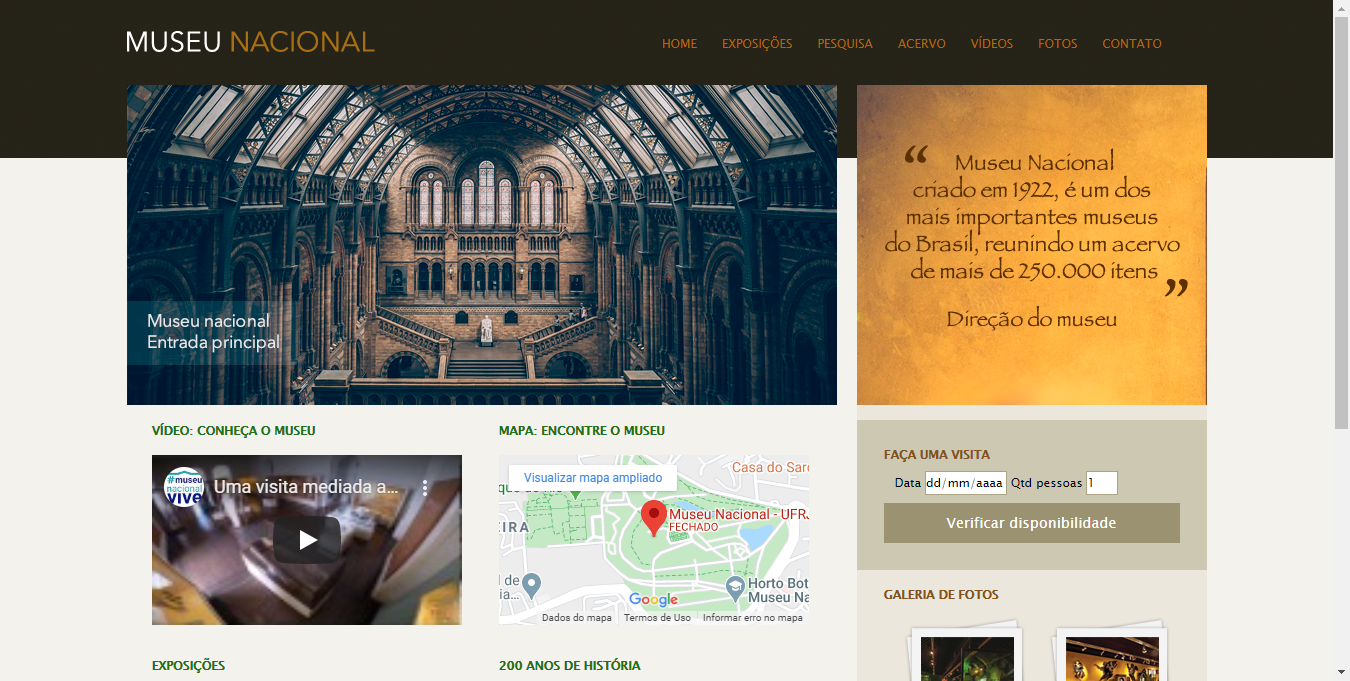 MUSEU NACIONAL
HOME EXPOSIÇÕES PESQUISA ACERVO VÍDEOS FOTOS CONTATO
Museu nacional
Entrada principal
“ Museu Nacional
criado em 1922, é um dos
mais importantes museus
do Brasil, reunindo um acervo
de mais de 250.000 itens ”
Direção do museu
VÍDEO: CONHEÇA O MUSEU
#museu
nacional
VIVE
Uma visita mediada a...
MAPA: ENCONTRE O MUSEU
Visualizar mapa ampliado
Casa do
Museu Nacional - UFRJ
FECHADO
EIRA
l de
ia...
Horto Bot
Museu Na
Google
Dados do mapa Termos de Uso Informar erro no mapa
FAÇA UMA VISITA
Data dd/mm/aaaa Qtd pessoas 1
Verificar disponibilidade
GALERIA DE FOTOS
EXPOSIÇÕES
200 ANOS DE HISTÓRIA